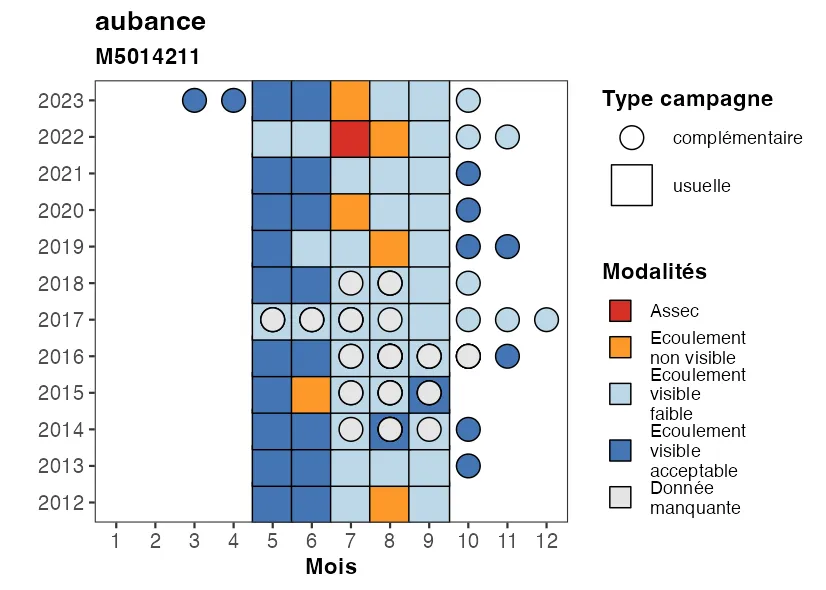 aubance
M5014211
2023
2022
2021
2020
2019
2018
2017
2016
2015
2014
2013
2012
1 2 3 4 5 6 7 8 9 10 11 12
Mois
Type campagne
complémentaire
usuelle
Modalités
Assec
Ecoulement
non visible
Ecoulement
visible
faible
Ecoulement
visible
acceptable
Donnée
manquante